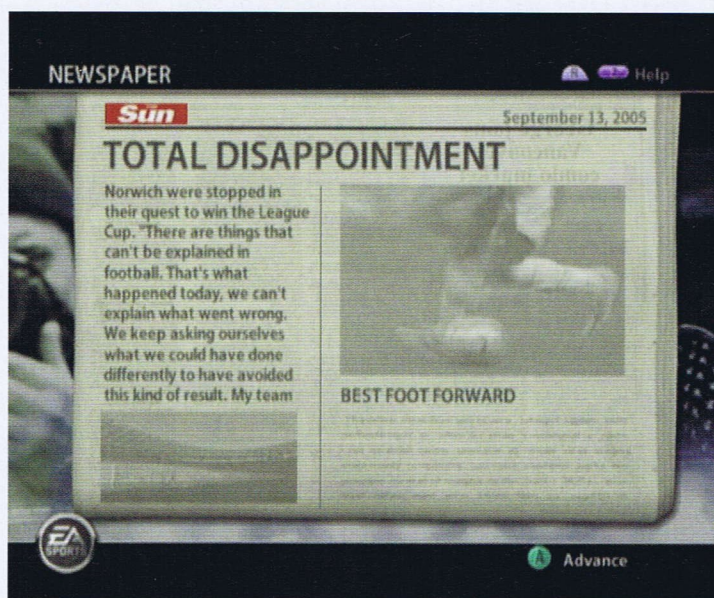 NEWSPAPER
R Z Help
Sun
September 13, 2005
TOTAL DISAPPOINTMENT
Norwich were stopped in
their quest to win the League
Cup. "There are things that
can't be explained in
football. That's what
happened today, we can't
explain what went wrong.
We keep asking ourselves
what we could have done
differently to have avoided
this kind of result. My team
BEST FOOT FORWARD
EA
SPORTS
A Advance